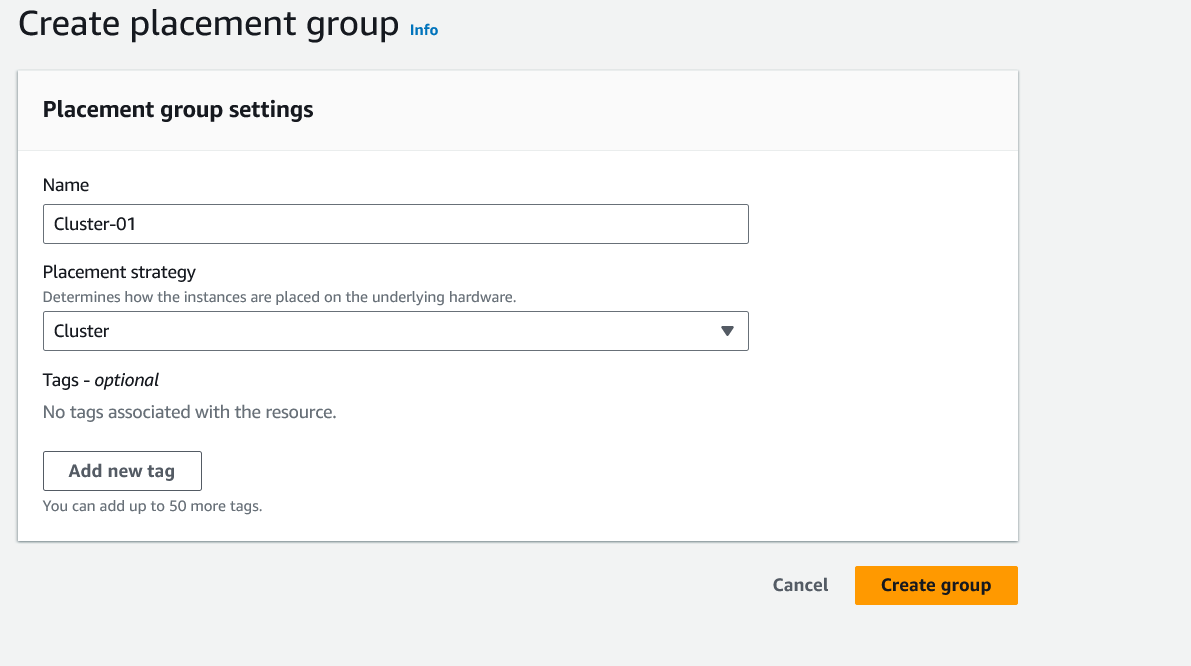 Create placement group Info
Placement group settings
Name
Cluster-01
Placement strategy
Determines how the instances are placed on the underlying hardware.
Cluster
Tags - optional
No tags associated with the resource.
Add new tag
You can add up to 50 more tags.
Cancel Create group